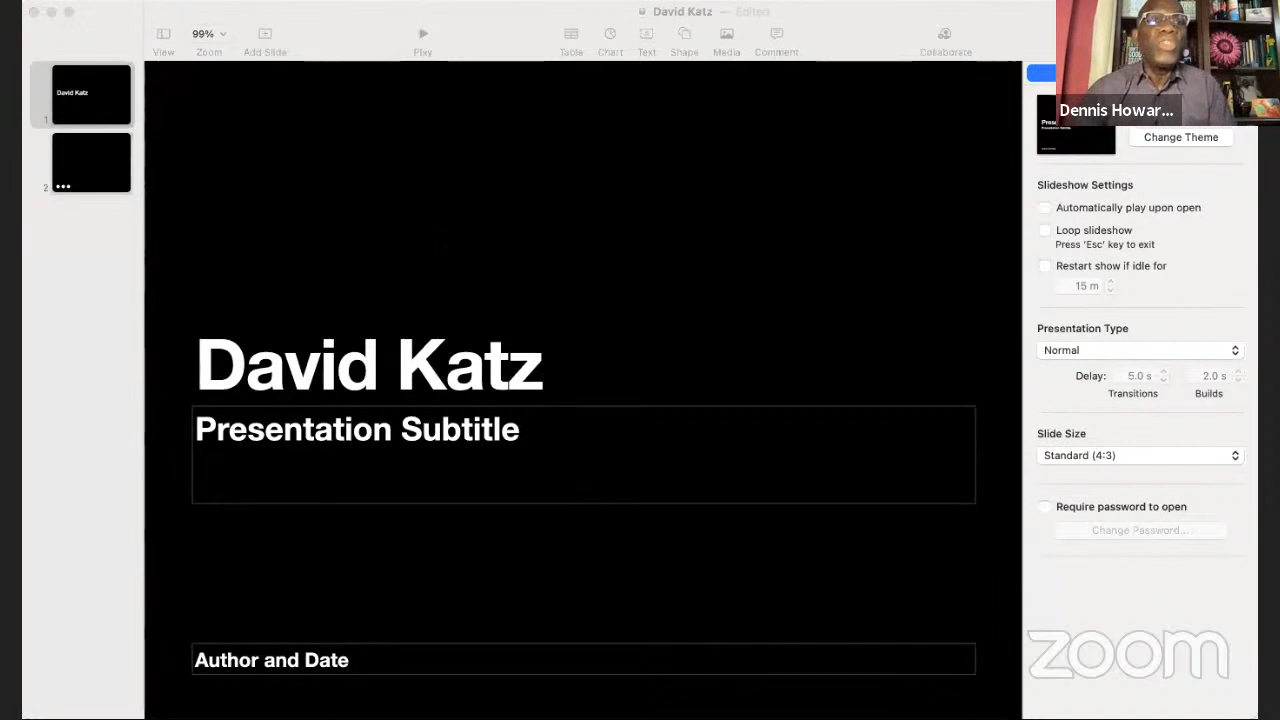 David Katz — Edited
View
99%
Zoom
Add Slide
Play
Table
Chart
Text
Shape
Media
Comment
Collaborate
Dennis Howar...
David Katz
1
2
Change Theme
Slideshow Settings
Automatically play upon open
Loop slideshow
Press 'Esc' key to exit
Restart show if idle for
15 m
Presentation Type
Normal
Delay: 5.0 s 2.0 s
Transitions Builds
Slide Size
Standard (4:3)
Require password to open
Change Password...
David Katz
Presentation Subtitle
Author and Date
zoom